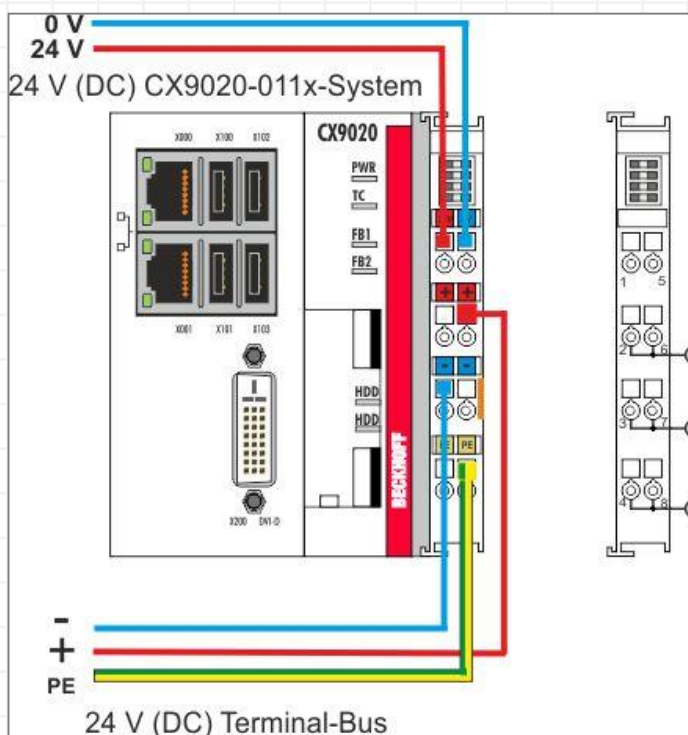 0 V
24 V
24 V (DC) CX9020-011x-System
X000 X100 X102
CX9020
PWR
TC
FB1
FB2
+ +
1 5
X001 X101 X103
2 6
- -
HDD
HDD
3 7
BECKHOFF
PE PE
4 8
X200 DVI-D
-
+
PE
24 V (DC) Terminal-Bus